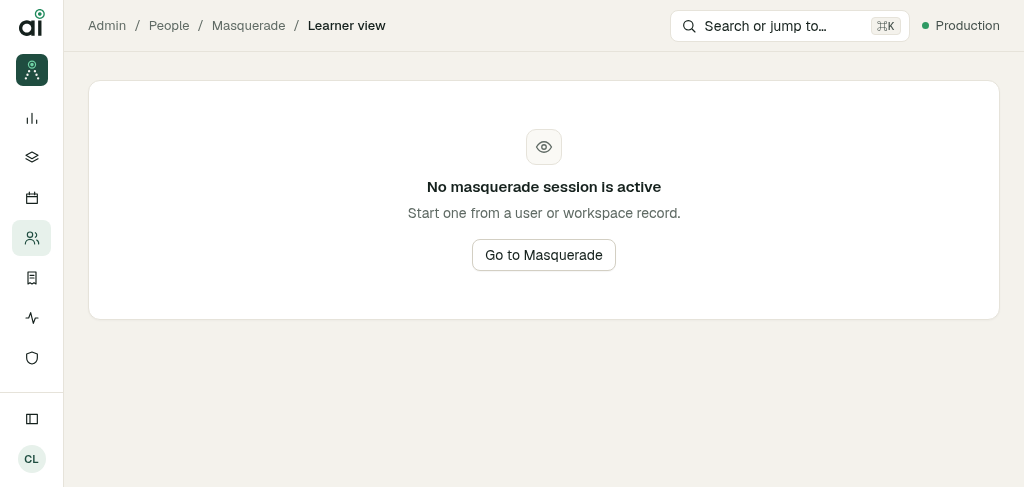 ai
Admin / People / Masquerade / Learner view
Search or jump to…
⌘K
Production
No masquerade session is active
Start one from a user or workspace record.
Go to Masquerade
CL